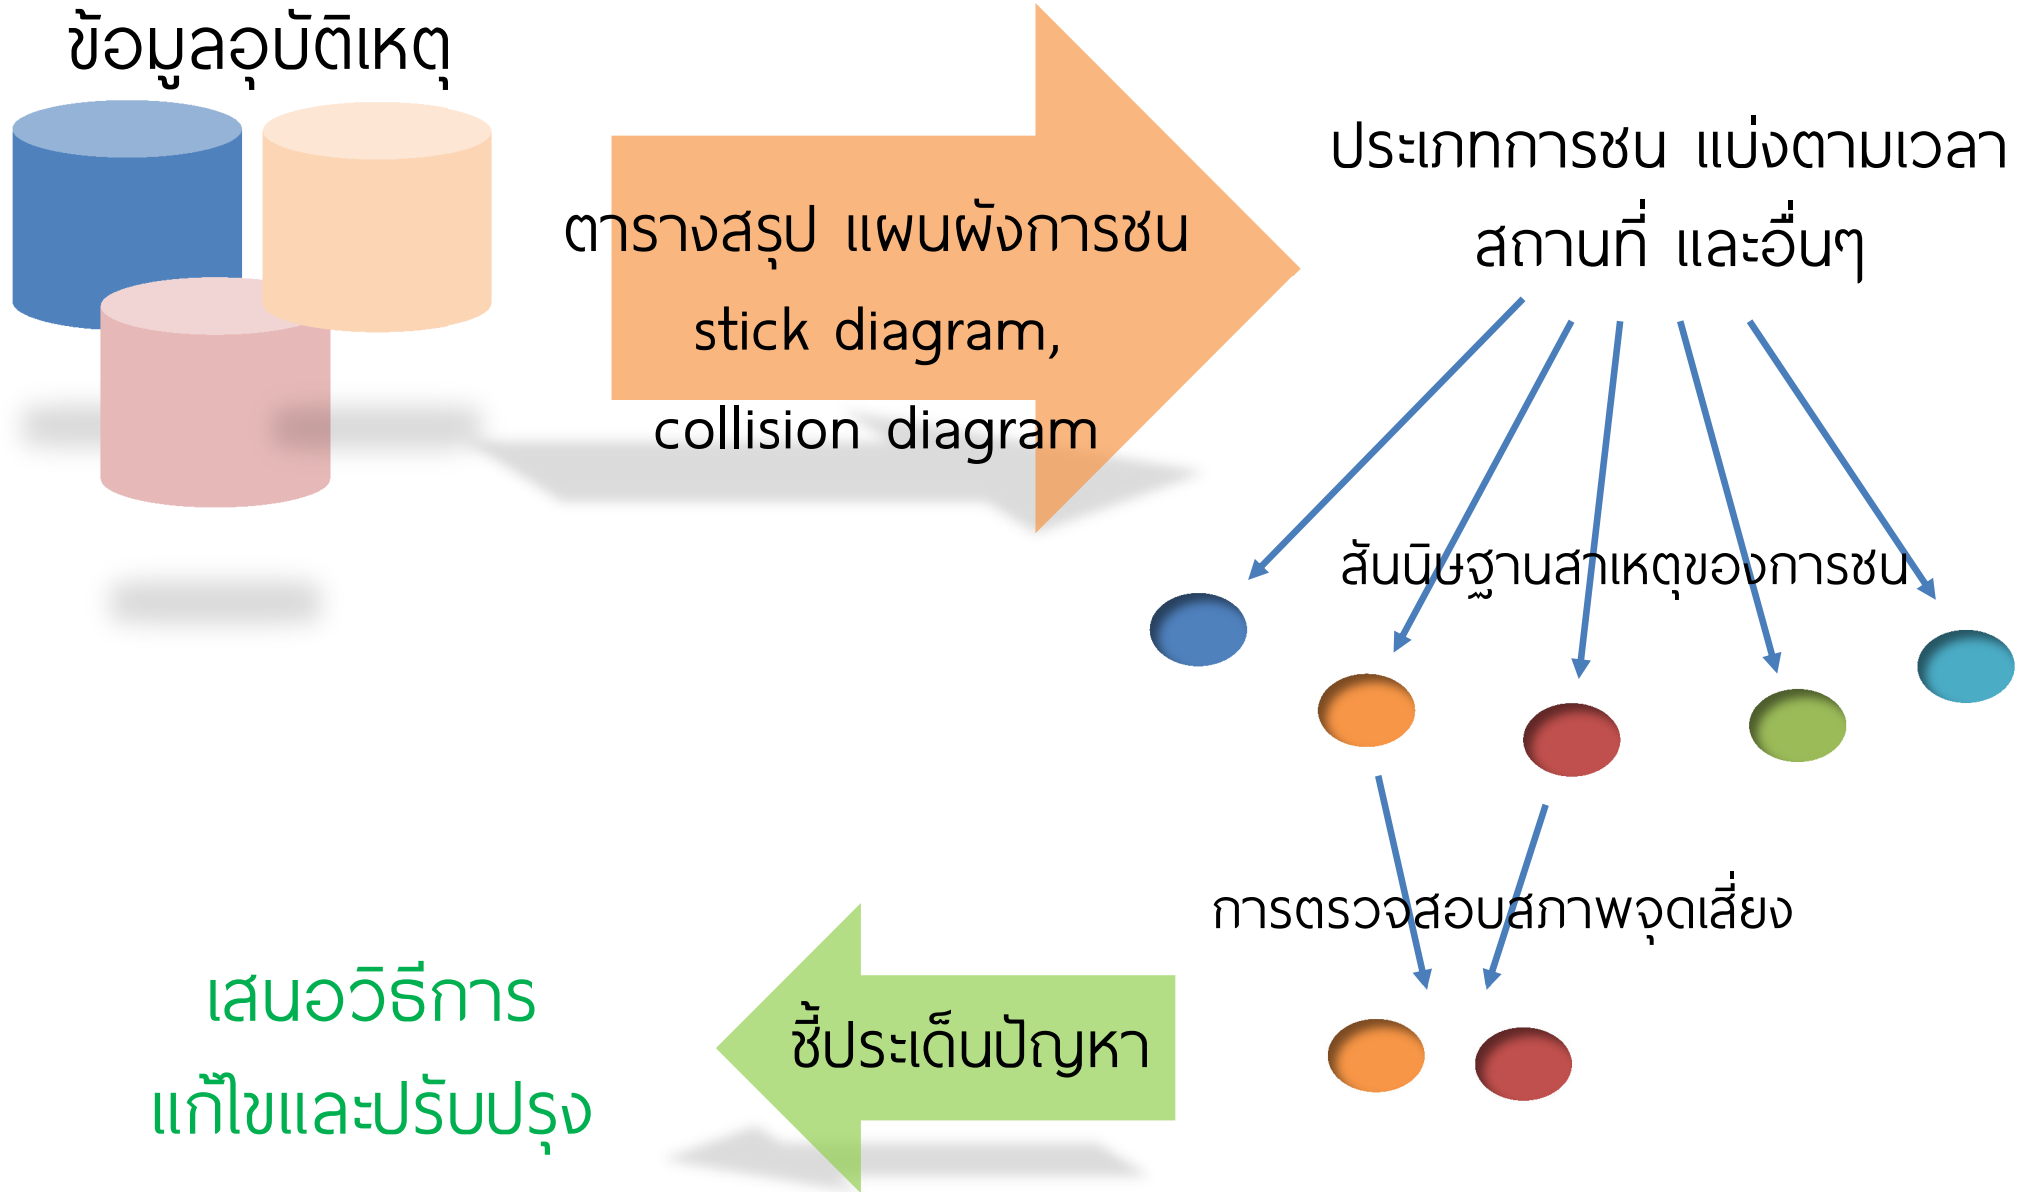 ข้อมูลอุบัติเหตุ
ตารางสรุป แผนผังการชน
stick diagram,
collision diagram
ประเภทการชน แบ่งตามเวลา
สถานที่ และอื่นๆ
สันนิษฐานสาเหตุของการชน
การตรวจสอบสภาพจุดเสี่ยง
ชี้ประเด็นปัญหา
เสนอวิธีการ
แก้ไขและปรับปรุง